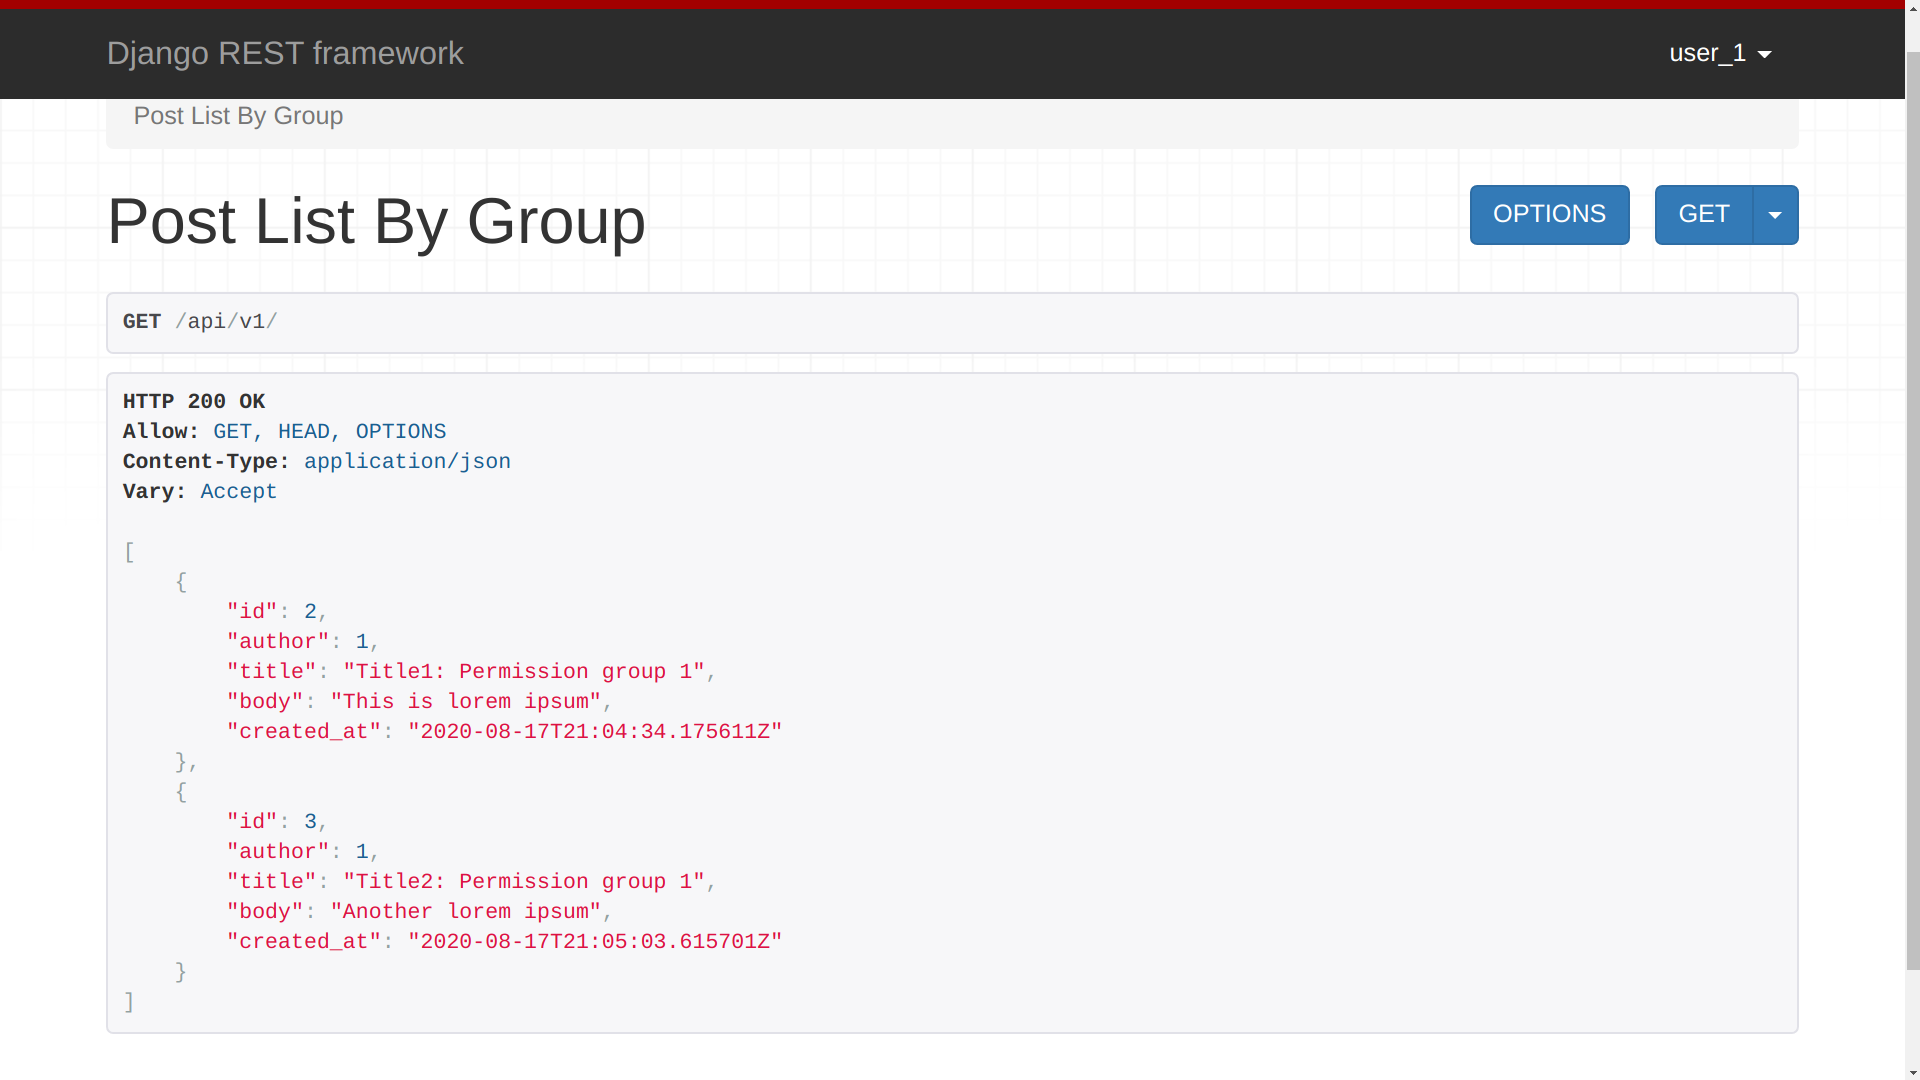 Django REST framework
user_1
Post List By Group
Post List By Group
OPTIONS
GET
GET /api/v1/
HTTP 200 OK
Allow: GET, HEAD, OPTIONS
Content-Type: application/json
Vary: Accept
[
    {
        "id": 2,
        "author": 1,
        "title": "Title1: Permission group 1",
        "body": "This is lorem ipsum",
        "created_at": "2020-08-17T21:04:34.175611Z"
    },
    {
        "id": 3,
        "author": 1,
        "title": "Title2: Permission group 1",
        "body": "Another lorem ipsum",
        "created_at": "2020-08-17T21:05:03.615701Z"
    }
]